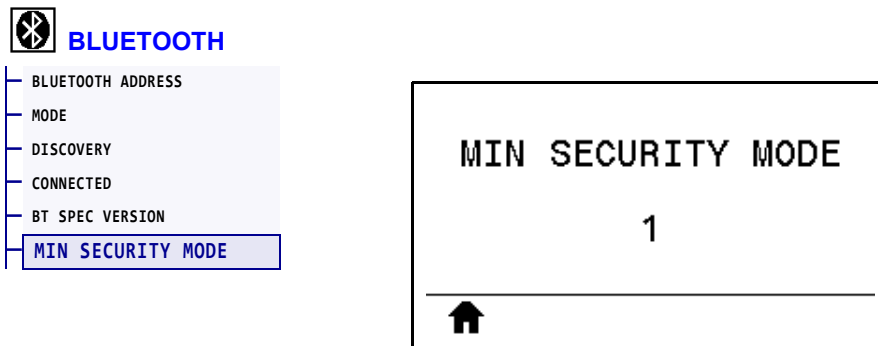 BLUETOOTH
BLUETOOTH ADDRESS
MODE
DISCOVERY
CONNECTED
BT SPEC VERSION
MIN SECURITY MODE
MIN SECURITY MODE
1